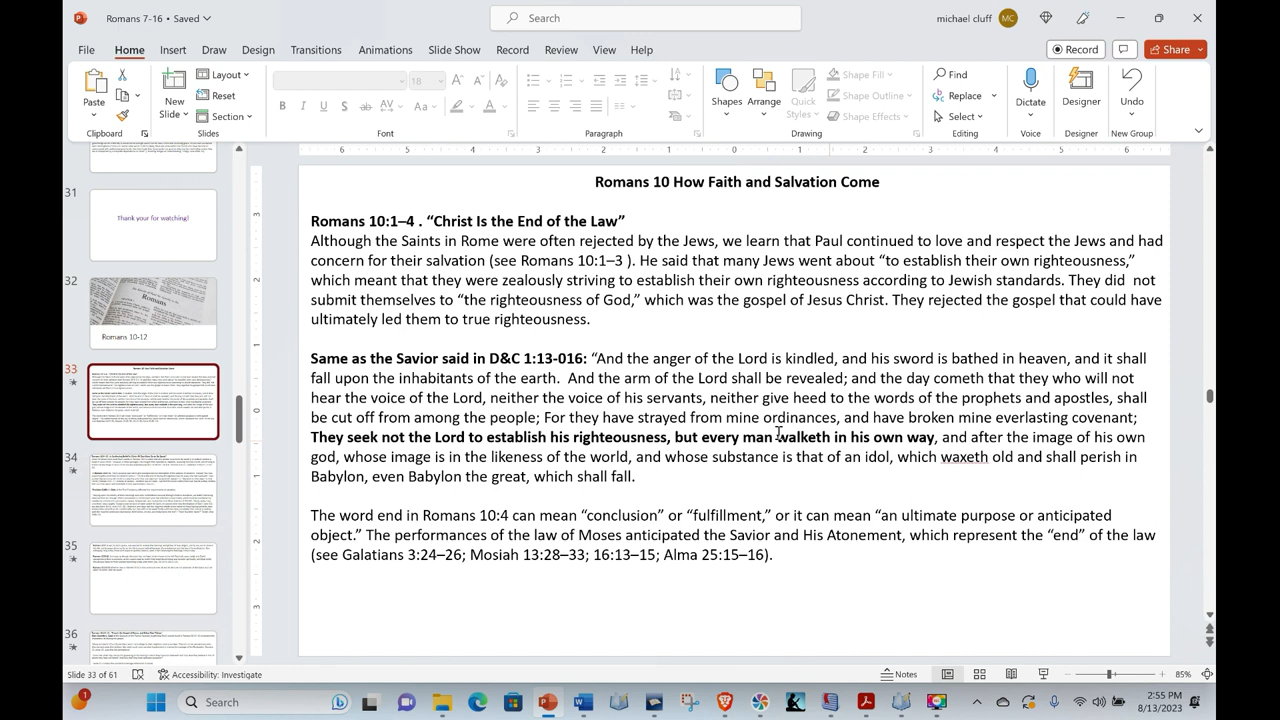 Romans 7-16 • Saved
Search
michael cluff
MC
File Home Insert Draw Design Transitions Animations Slide Show Record Review View Help
Record
Share
Paste
New
Slide
Layout
Reset
Section
18
Shapes
Arrange
Quick
Styles
Shape Fill
Shape Outline
Shape Effects
Find
Replace
Select
Dictate
Designer
Undo
Clipboard Slides Font Paragraph Drawing Editing Voice Designer New Group
6 5 4 3 2 1 0 1 2 3 4 5 6
31
Thank your for watching!
32
Romans
Romans 10-12
33
34
35
36
Romans 10 How Faith and Salvation Come
Romans 10:1–4 . “Christ Is the End of the Law”
Although the Saints in Rome were often rejected by the Jews, we learn that Paul continued to love and respect the Jews and had
concern for their salvation (see Romans 10:1–3 ). He said that many Jews went about “to establish their own righteousness,”
which meant that they were zealously striving to establish their own righteousness according to Jewish standards. They did not
submit themselves to “the righteousness of God,” which was the gospel of Jesus Christ. They rejected the gospel that could have
ultimately led them to true righteousness.
Same as the Savior said in D&C 1:13-016: “And the anger of the Lord is kindled, and his sword is bathed in heaven, and it shall
fall upon the inhabitants of the earth. And the arm of the Lord shall be revealed; and the day cometh that they who will not
hear the voice of the Lord, neither the voice of his servants, neither give heed to the words of the prophets and apostles, shall
be cut off from among the people; For they have strayed from mine ordinances, and have broken mine everlasting covenant;
They seek not the Lord to establish his righteousness, but every man walketh in his own way, and after the image of his own
god, whose image is in the likeness of the world, and whose substance is that of an idol, which waxeth old and shall perish in
Babylon, even Babylon the great, which shall fall.
The word end in Romans 10:4 can mean “conclusion” or “fulfillment,” or it can mean “an ultimate purpose or anticipated
object.” The performances of the law of Moses anticipated the Savior and His Atonement, which represent the “end” of the law
(see Galatians 3:24–26; Mosiah 13:28–35; 16:13–15; Alma 25:15–16).
Slide 33 of 61
Accessibility: Investigate
Notes
85%
1
Search
2:55 PM
8/13/2023